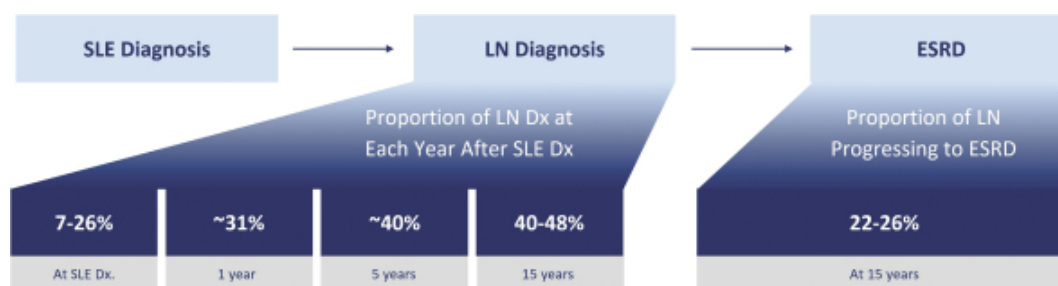 SLE Diagnosis
LN Diagnosis
ESRD
Proportion of LN Dx at
Each Year After SLE Dx
Proportion of LN
Progressing to ESRD
7-26%
~31%
~40%
40-48%
22-26%
At SLE Dx.
1 year
5 years
15 years
At 15 years